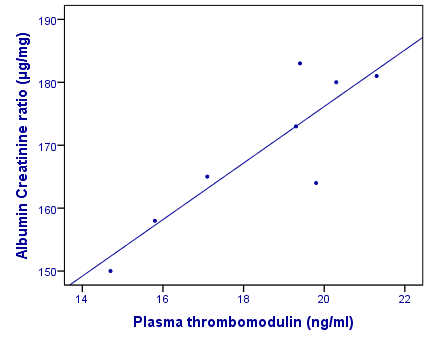 Albumin Creatinine ratio (µg/mg)
190
180
170
160
150
14 16 18 20 22
Plasma thrombomodulin (ng/ml)